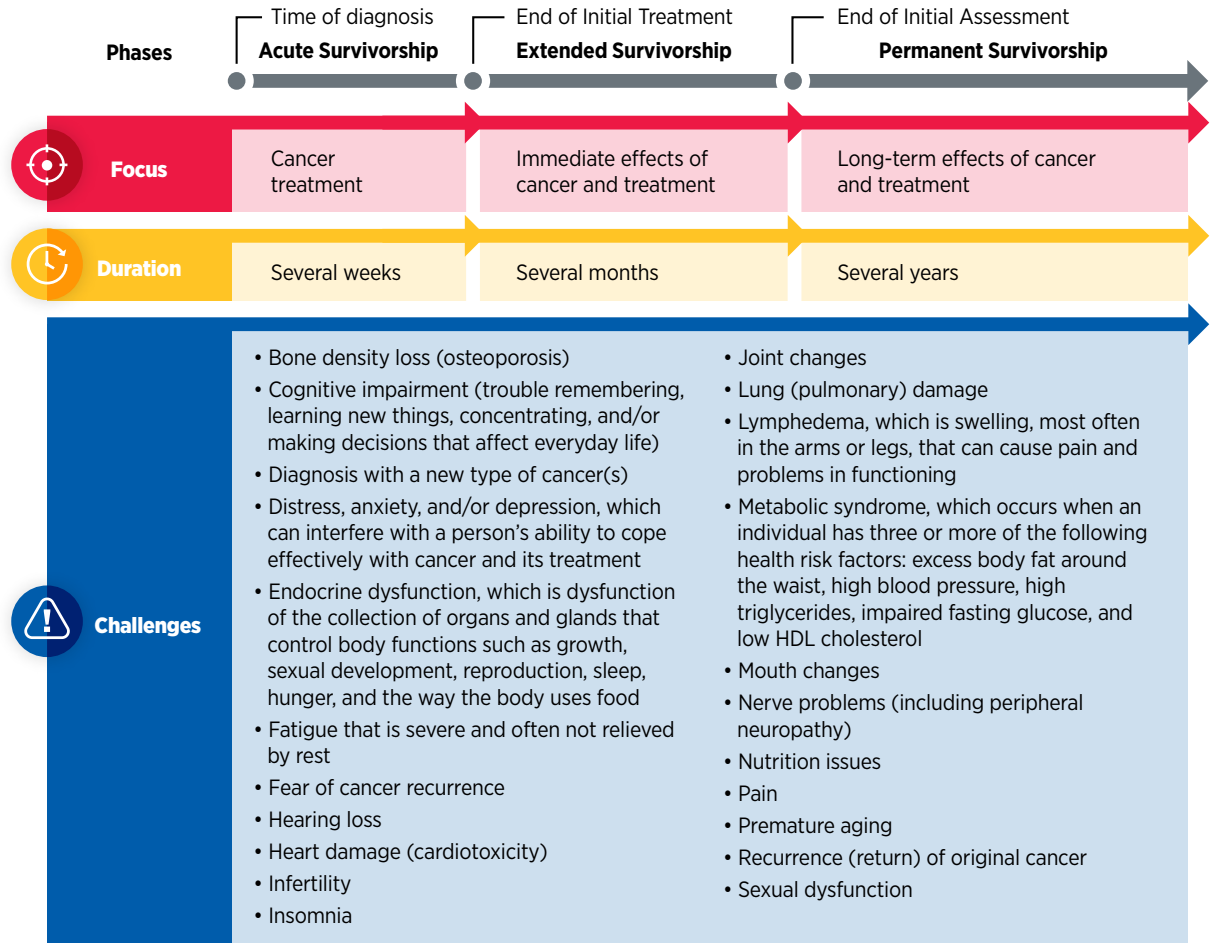 Time of diagnosis
End of Initial Treatment
End of Initial Assessment
Phases
Acute Survivorship
Extended Survivorship
Permanent Survivorship
Focus
Cancer
treatment
Immediate effects of
cancer and treatment
Long-term effects of cancer
and treatment
Duration
Several weeks
Several months
Several years
Challenges
• Bone density loss (osteoporosis)
• Cognitive impairment (trouble remembering,
learning new things, concentrating, and/or
making decisions that affect everyday life)
• Diagnosis with a new type of cancer(s)
• Distress, anxiety, and/or depression, which
can interfere with a person’s ability to cope
effectively with cancer and its treatment
• Endocrine dysfunction, which is dysfunction
of the collection of organs and glands that
control body functions such as growth,
sexual development, reproduction, sleep,
hunger, and the way the body uses food
• Fatigue that is severe and often not relieved
by rest
• Fear of cancer recurrence
• Hearing loss
• Heart damage (cardiotoxicity)
• Infertility
• Insomnia
• Joint changes
• Lung (pulmonary) damage
• Lymphedema, which is swelling, most often
in the arms or legs, that can cause pain and
problems in functioning
• Metabolic syndrome, which occurs when an
individual has three or more of the following
health risk factors: excess body fat around
the waist, high blood pressure, high
triglycerides, impaired fasting glucose, and
low HDL cholesterol
• Mouth changes
• Nerve problems (including peripheral
neuropathy)
• Nutrition issues
• Pain
• Premature aging
• Recurrence (return) of original cancer
• Sexual dysfunction